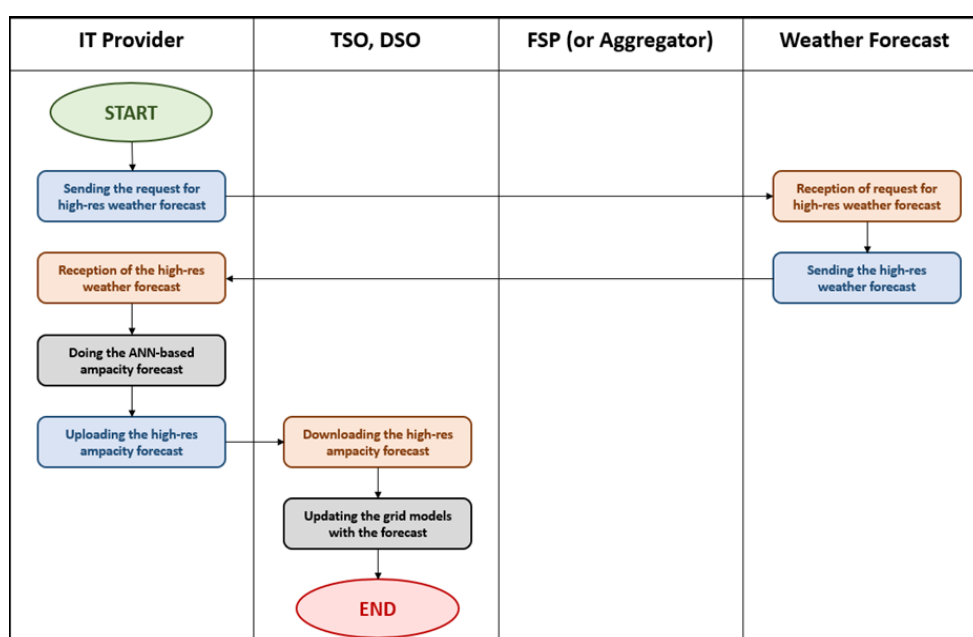 IT Provider
TSO, DSO
FSP (or Aggregator)
Weather Forecast
START
Sending the request for
high-res weather forecast
Reception of request for
high-res weather forecast
Reception of the high-res
weather forecast
Sending the high-res
weather forecast
Doing the ANN-based
ampacity forecast
Uploading the high-res
ampacity forecast
Downloading the high-res
ampacity forecast
Updating the grid models
with the forecast
END